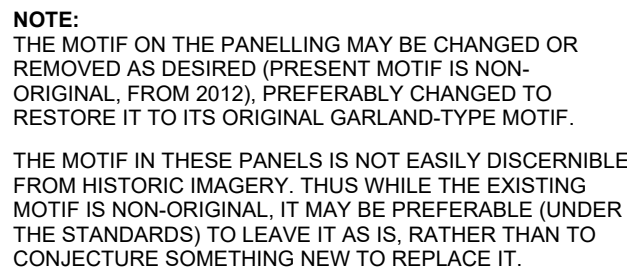 NOTE:
THE MOTIF ON THE PANELLING MAY BE CHANGED OR
REMOVED AS DESIRED (PRESENT MOTIF IS NON-
ORIGINAL, FROM 2012), PREFERABLY CHANGED TO
RESTORE IT TO ITS ORIGINAL GARLAND-TYPE MOTIF.
THE MOTIF IN THESE PANELS IS NOT EASILY DISCERNIBLE
FROM HISTORIC IMAGERY. THUS WHILE THE EXISTING
MOTIF IS NON-ORIGINAL, IT MAY BE PREFERABLE (UNDER
THE STANDARDS) TO LEAVE IT AS IS, RATHER THAN TO
CONJECTURE SOMETHING NEW TO REPLACE IT.